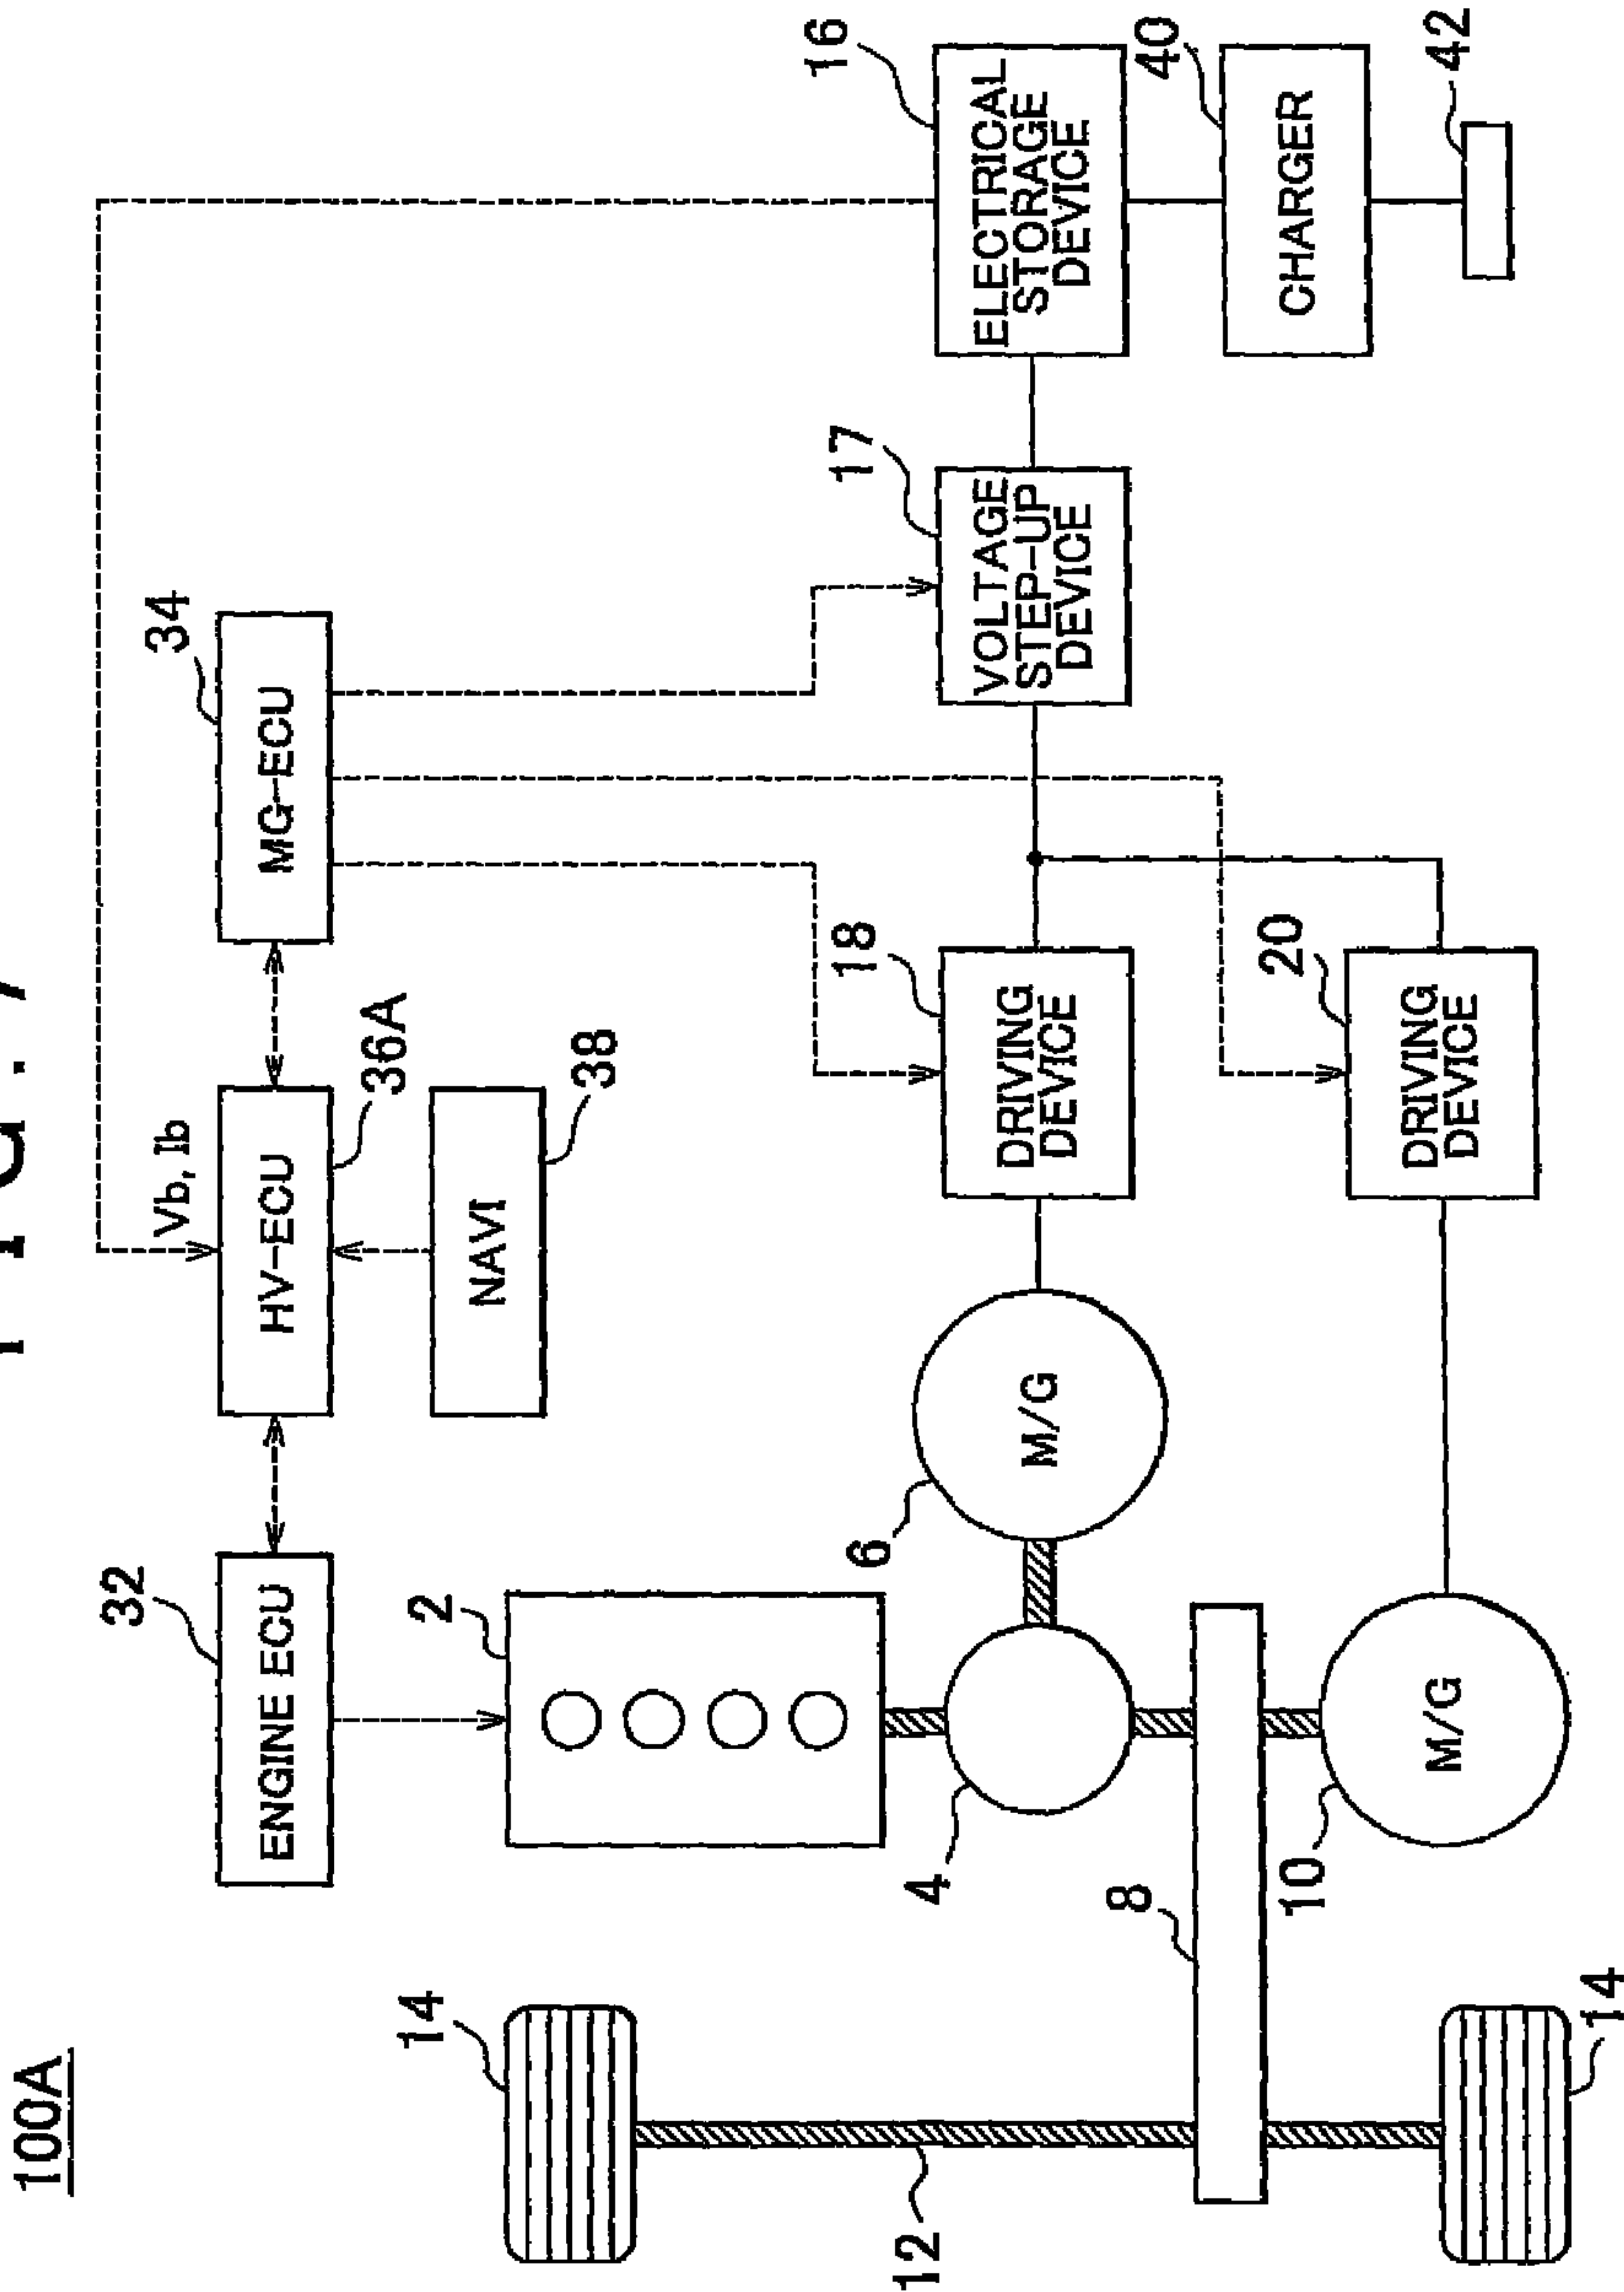 100A
32
ENGINE ECU
HV-ECU
36A
Vb, Ib
MG-ECU
34
NAVI
38
2
14
6
M/G
4
18
DRIVING
DEVICE
17
VOLTAGE
STEP-UP
DEVICE
16
ELECTRICAL
STORAGE
DEVICE
40
CHARGER
42
12
8
10
M/G
20
DRIVING
DEVICE
14